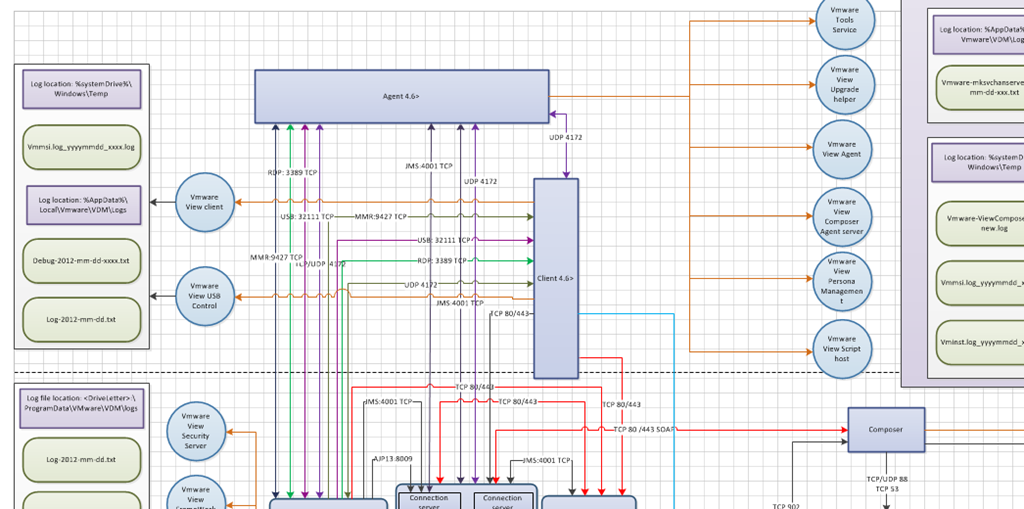 Vmware
Tools
Service
Log location: %AppData%
Vmware\VDM\Log
Vmware
View
Upgrade
helper
Vmware-mksvchanserve
mm-dd-xxx.txt
Log location: %systemDrive%\
Windows\Temp
Agent 4.6>
UDP 4172
Vmware
View Agent
Vmmsi.log_yyyymmdd_xxxx.log
RDP: 3389 TCP
JMS:4001 TCP
UDP 4172
Log location: %systemD
Windows\Temp
Log location: %AppData%\
Local\Vmware\VDM\Logs
Vmware
View client
USB: 32111 TCP
MMR:9427 TCP
Vmware
View
Composer
Agent server
Vmware-ViewCompose
new.log
USB: 32111 TCP
Debug-2012-mm-dd-xxxx.txt
MMR:9427 TCP
TCP/UDP 4172
RDP: 3389 TCP
Client 4.6>
Vmware
View
Persona
Managemen
t
Vmmsi.log_yyyymmdd_x
Vmware
View USB
Control
UDP 4172
JMS:4001 TCP
TCP 80/443
Log-2012-mm-dd.txt
Vmware
View Script
host
Vminst.log_yyyymmdd_x
Log file location: <DriveLetter>:\
ProgramData\VMware\VDM\logs
TCP 80/443
JMS:4001 TCP
TCP 80/443
TCP 80/443
Vmware
View
Security
Server
TCP 80 /443 SOAP
Composer
Log-2012-mm-dd.txt
AJP13:8009
JMS:4001 TCP
TCP/UDP 88
TCP 53
Vmware
View
Connection
server
Connection
server
TCP 902